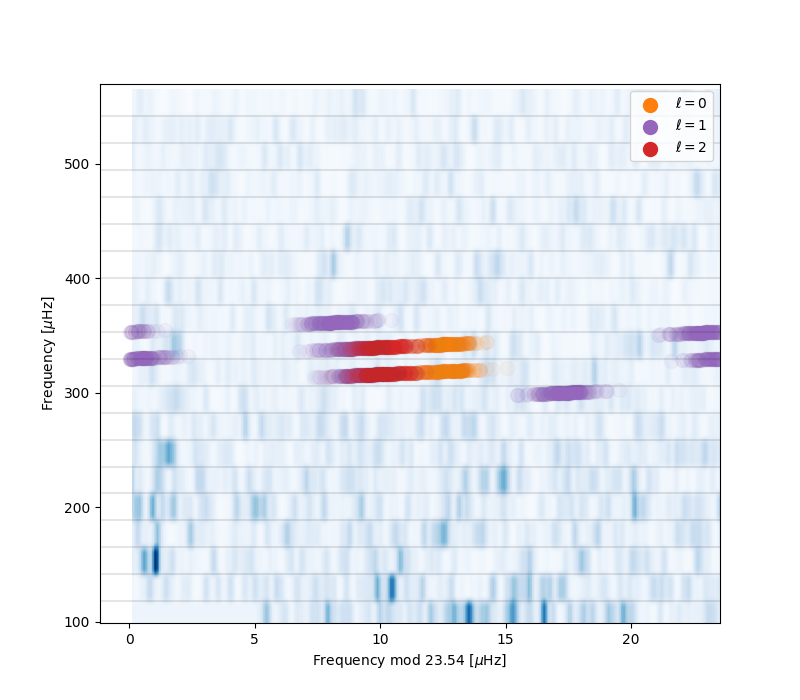 ℓ = 0
ℓ = 1
ℓ = 2
500
400
300
200
100
Frequency [μHz]
0 5 10 15 20
Frequency mod 23.54 [μHz]